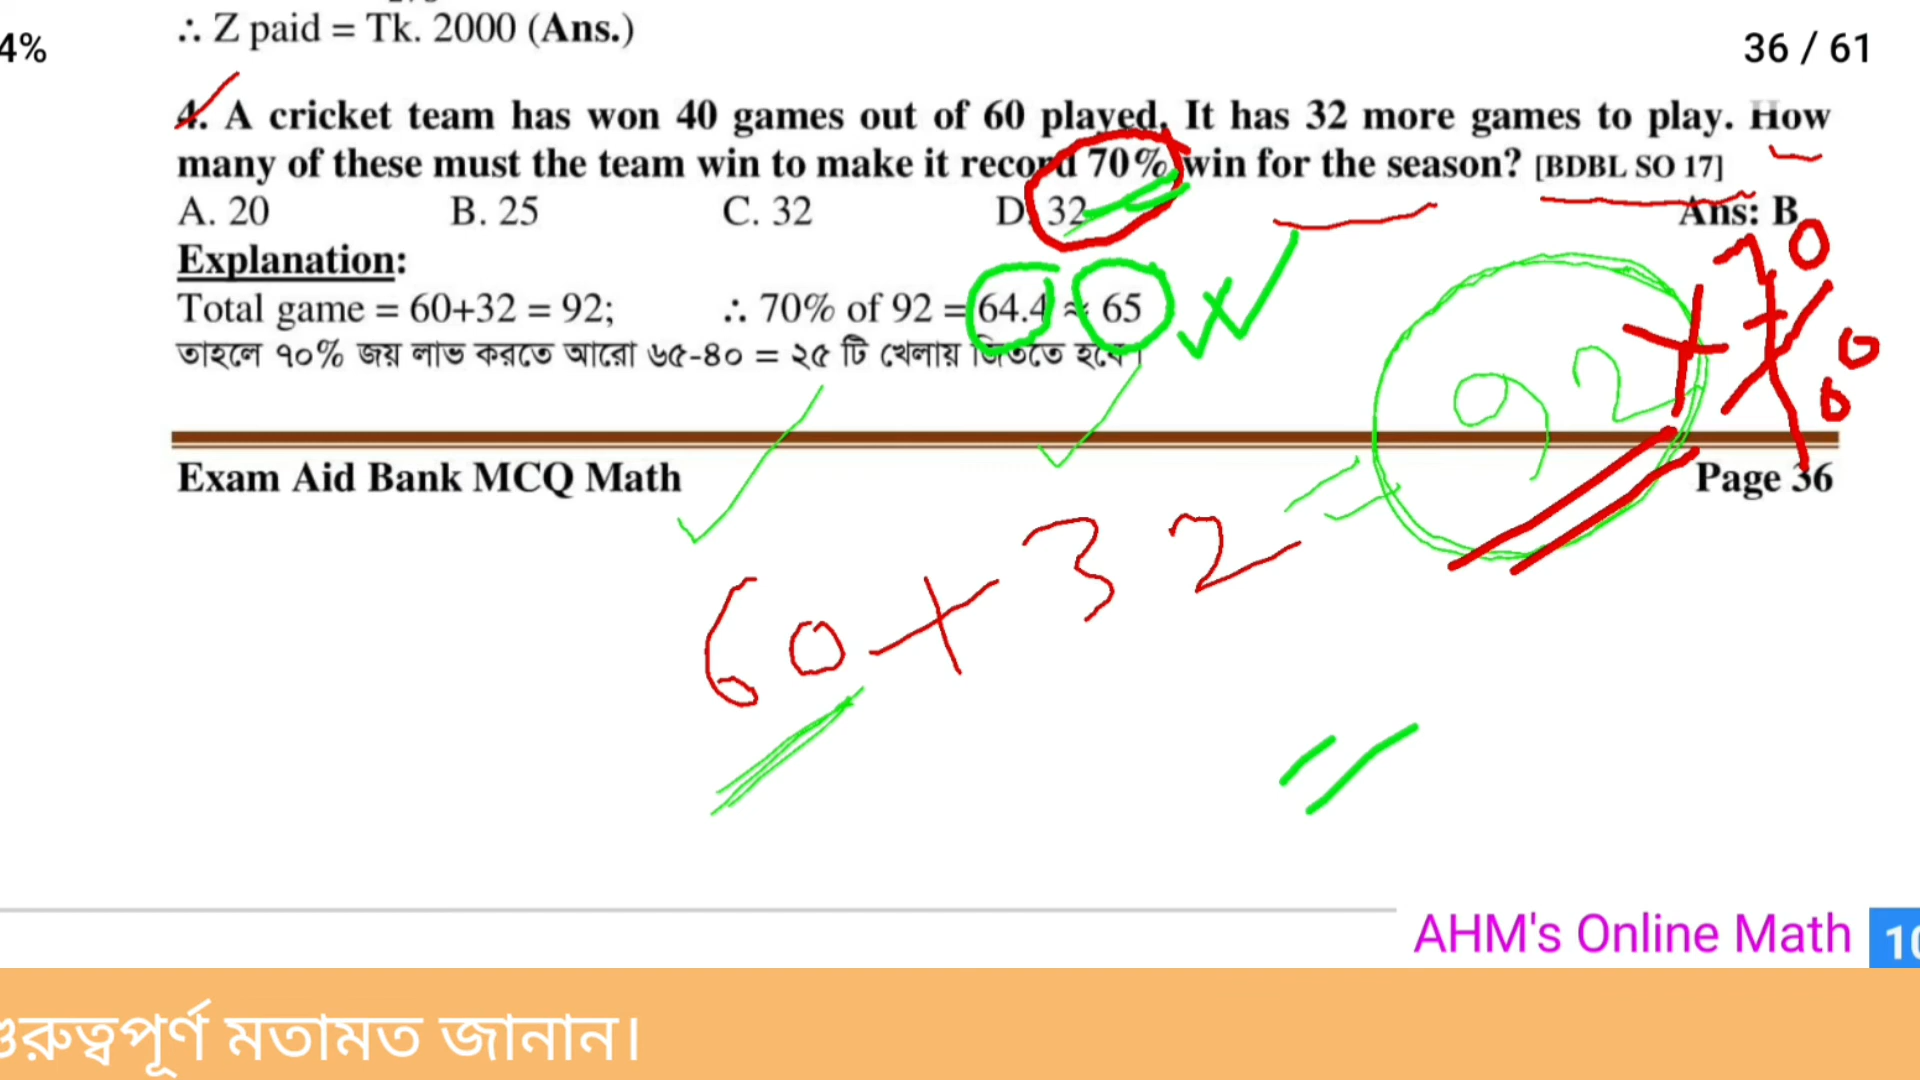 ∴ Z paid = Tk. 2000 (Ans.)
4%
36 / 61
4. A cricket team has won 40 games out of 60 played. It has 32 more games to play. How
many of these must the team win to make it record 70% win for the season? [BDBL SO 17]
A. 20 B. 25 C. 32 D. 32 Ans: B
Explanation:
Total game = 60+32 = 92; ∴ 70% of 92 = 64.4 ≈ 65
তাহলে ৭০% জয় লাভ করতে আরো ৬৫-৪০ = ২৫ টি খেলায় জিততে হবে।
92
70
Exam Aid Bank MCQ Math Page 36
60+32 =
AHM's Online Math
10
গুরুত্বপূর্ণ মতামত জানান।